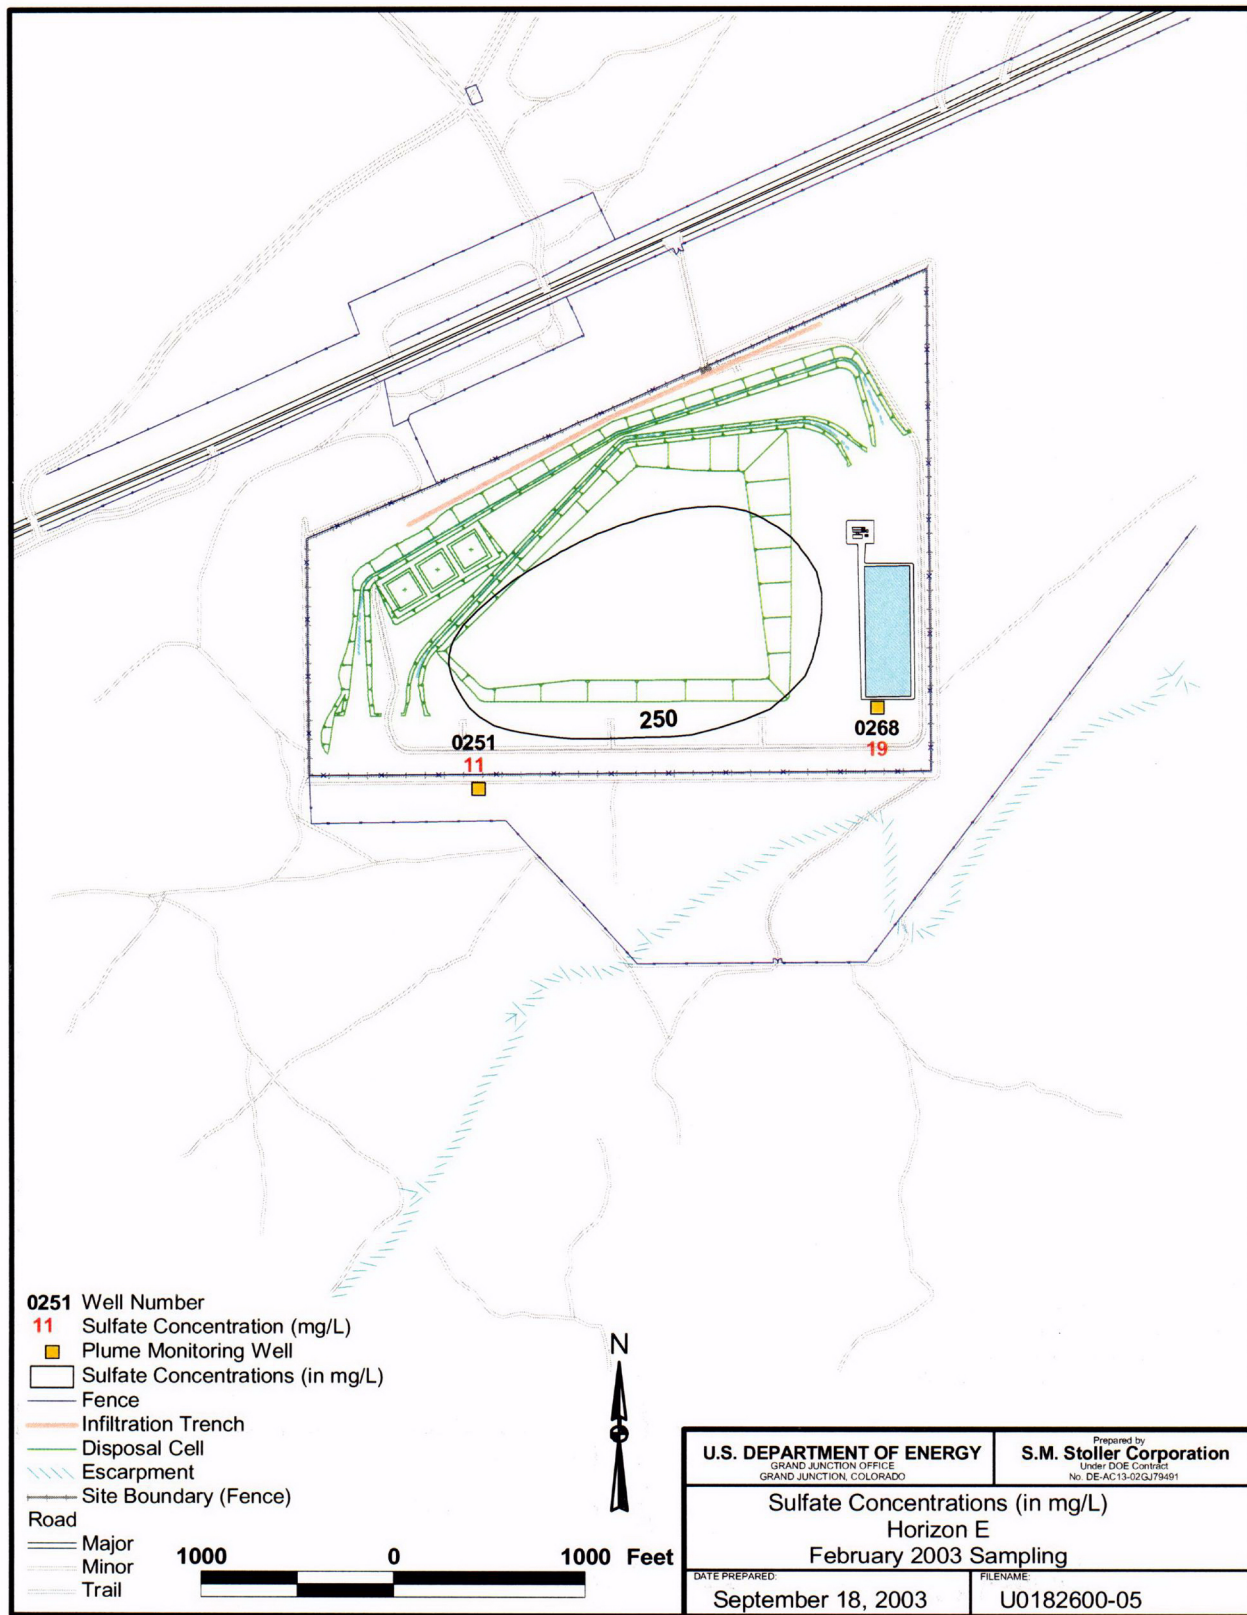 250
0251
11
0268
19
0251 Well Number
11 Sulfate Concentration (mg/L)
Plume Monitoring Well
Sulfate Concentrations (in mg/L)
Fence
Infiltration Trench
Disposal Cell
Escarpment
Site Boundary (Fence)
Road
Major
Minor
Trail
N
1000 0 1000 Feet
U.S. DEPARTMENT OF ENERGY
GRAND JUNCTION OFFICE
GRAND JUNCTION, COLORADO
Prepared by
S.M. Stoller Corporation
Under DOE Contract
No. DE-AC13-02GJ79491
Sulfate Concentrations (in mg/L)
Horizon E
February 2003 Sampling
DATE PREPARED:
September 18, 2003
FILENAME:
U0182600-05